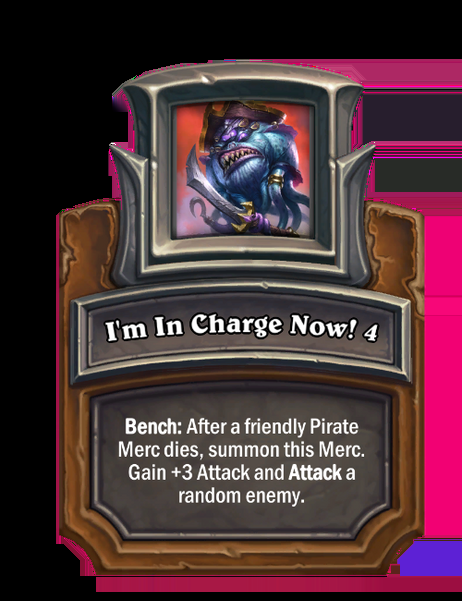 I'm In Charge Now! 4
Bench: After a friendly Pirate
Merc dies, summon this Merc.
Gain +3 Attack and Attack a
random enemy.